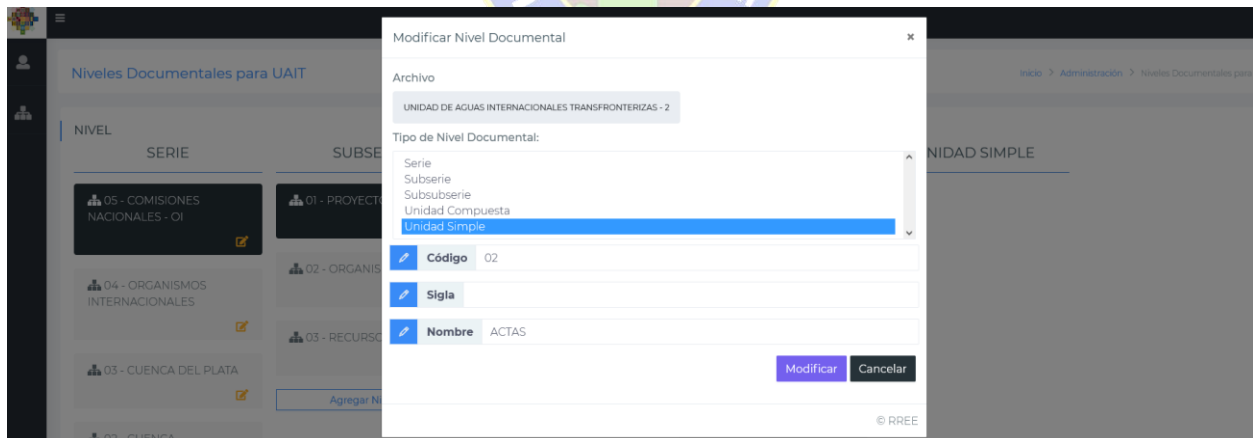 Modificar Nivel Documental ×
Niveles Documentales para UAIT
Inicio > Administración > Niveles Documentales para
Archivo
UNIDAD DE AGUAS INTERNACIONALES TRANSFRONTERIZAS - 2
NIVEL
Tipo de Nivel Documental:
SERIE
SUBSE
NIDAD SIMPLE
Serie
Subserie
Subsubserie
Unidad Compuesta
Unidad Simple
05 - COMISIONES
NACIONALES - OI
01 - PROYECT
Código 02
02 - ORGANIS
04 - ORGANISMOS
INTERNACIONALES
Sigla
Nombre ACTAS
03 - RECURSO
03 - CUENCA DEL PLATA
Modificar Cancelar
Agregar Ni
© RREE
02 - CUENCA